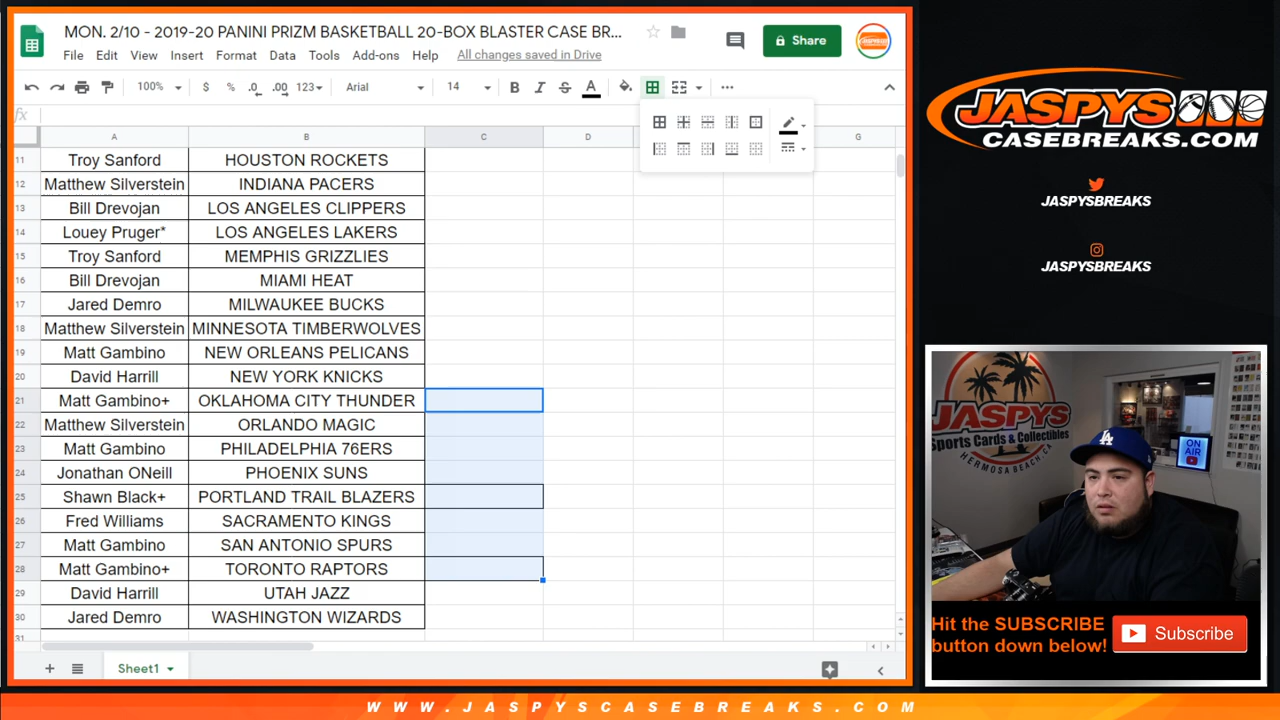 MON. 2/10 - 2019-20 PANINI PRIZM BASKETBALL 20-BOX BLASTER CASE BR...
File Edit View Insert Format Data Tools Add-ons Help All changes saved in Drive
Share
100% $ % .0 .00 123 Arial 14 B I S A ...
fx
A B C D E F G
11 Troy Sanford HOUSTON ROCKETS
12 Matthew Silverstein INDIANA PACERS
13 Bill Drevojan LOS ANGELES CLIPPERS
14 Louey Pruger* LOS ANGELES LAKERS
15 Troy Sanford MEMPHIS GRIZZLIES
16 Bill Drevojan MIAMI HEAT
17 Jared Demro MILWAUKEE BUCKS
18 Matthew Silverstein MINNESOTA TIMBERWOLVES
19 Matt Gambino NEW ORLEANS PELICANS
20 David Harrill NEW YORK KNICKS
21 Matt Gambino+ OKLAHOMA CITY THUNDER
22 Matthew Silverstein ORLANDO MAGIC
23 Matt Gambino PHILADELPHIA 76ERS
24 Jonathan ONeill PHOENIX SUNS
25 Shawn Black+ PORTLAND TRAIL BLAZERS
26 Fred Williams SACRAMENTO KINGS
27 Matt Gambino SAN ANTONIO SPURS
28 Matt Gambino+ TORONTO RAPTORS
29 David Harrill UTAH JAZZ
30 Jared Demro WASHINGTON WIZARDS
31
Sheet1
JASPYS
CASEBREAKS.COM
JASPYSBREAKS
JASPYSBREAKS
JASPYS
Sports Cards & Collectibles
HERMOSA BEACH, CA
ON
AIR
LA
Hit the SUBSCRIBE
button down below!
Subscribe
WWW.JASPYSCASEBREAKS.COM